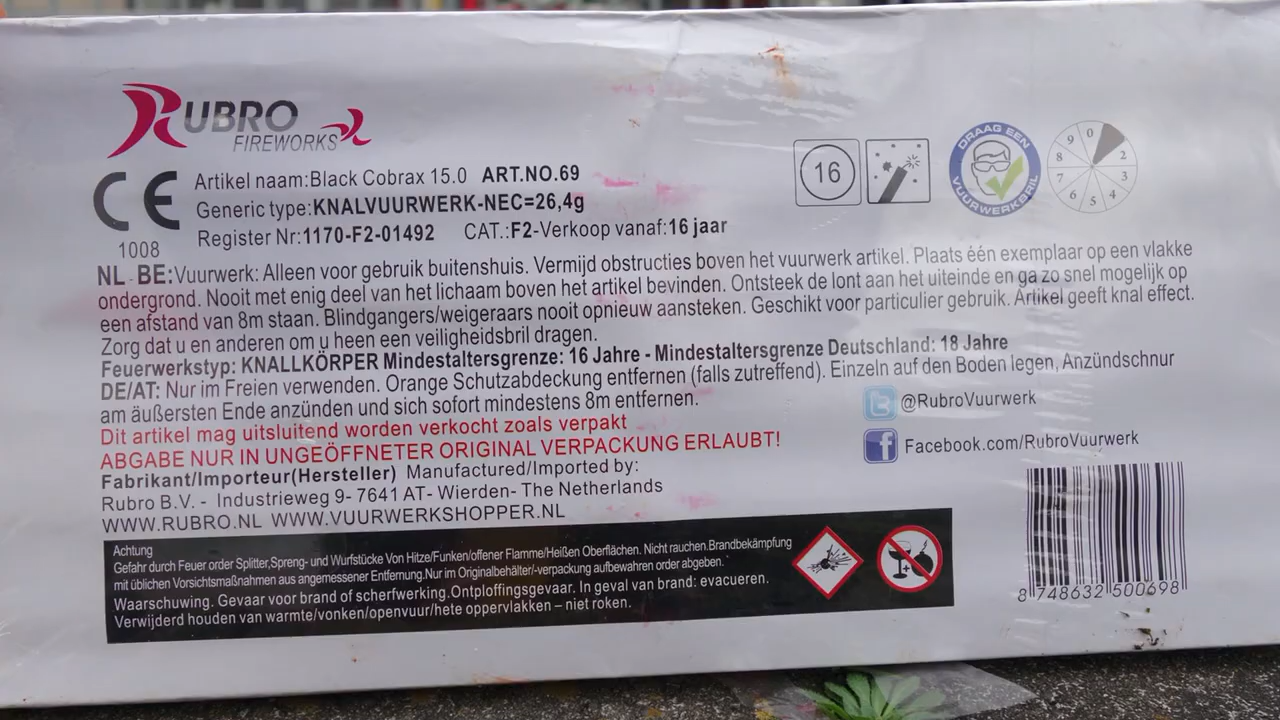 RUBRO
FIREWORKS
CE
1008
Artikel naam:Black Cobrax 15.0 ART.NO.69
Generic type:KNALVUURWERK-NEC=26,4g
Register Nr:1170-F2-01492 CAT.:F2-Verkoop vanaf:16 jaar
16
DRAAG EEN
VUURWERKBRIL
0 2 3 4 5 6 7 8 9
NL - BE:Vuurwerk: Alleen voor gebruik buitenshuis. Vermijd obstructies boven het vuurwerk artikel. Plaats één exemplaar op een vlakke
ondergrond. Nooit met enig deel van het lichaam boven het artikel bevinden. Ontsteek de lont aan het uiteinde en ga zo snel mogelijk op
een afstand van 8m staan. Blindgangers/weigeraars nooit opnieuw aansteken. Geschikt voor particulier gebruik. Artikel geeft knal effect.
Zorg dat u en anderen om u heen een veiligheidsbril dragen.
Feuerwerkstyp: KNALLKÖRPER Mindestaltersgrenze: 16 Jahre - Mindestaltersgrenze Deutschland: 18 Jahre
DE/AT: Nur im Freien verwenden. Orange Schutzabdeckung entfernen (falls zutreffend). Einzeln auf den Boden legen, Anzündschnur
am äußersten Ende anzünden und sich sofort mindestens 8m entfernen.
Dit artikel mag uitsluitend worden verkocht zoals verpakt
ABGABE NUR IN UNGEÖFFNETER ORIGINAL VERPACKUNG ERLAUBT!
Fabrikant/Importeur(Hersteller) Manufactured/Imported by:
Rubro B.V. - Industrieweg 9- 7641 AT- Wierden- The Netherlands
WWW.RUBRO.NL WWW.VUURWERKSHOPPER.NL
@RubroVuurwerk
Facebook.com/RubroVuurwerk
Achtung
Gefahr durch Feuer order Splitter,Spreng- und Wurfstücke Von Hitze/Funken/offener Flamme/Heißen Oberflächen. Nicht rauchen.Brandbekämpfung
mit üblichen Vorsichtsmaßnahmen aus angemessener Entfernung.Nur im Originalbehälter/-verpackung aufbewahren order abgeben.
Waarschuwing. Gevaar voor brand of scherfwerking.Ontploffingsgevaar. In geval van brand: evacueren.
Verwijderd houden van warmte/vonken/openvuur/hete oppervlakken – niet roken.
8 748632 500698